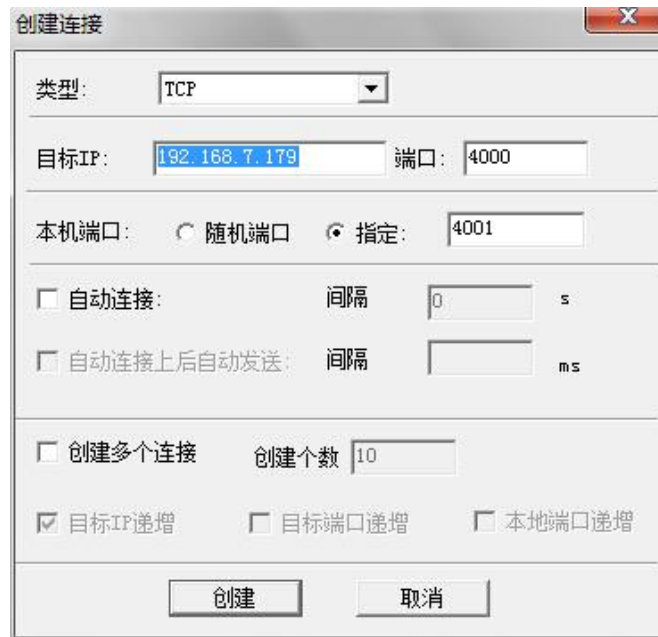 创建连接
类型: TCP
目标IP: 192.168.7.179 端口: 4000
本机端口: 随机端口 指定: 4001
自动连接: 间隔 0 s
自动连接上后自动发送: 间隔 ms
创建多个连接 创建个数 10
目标IP递增 目标端口递增 本地端口递增
创建 取消